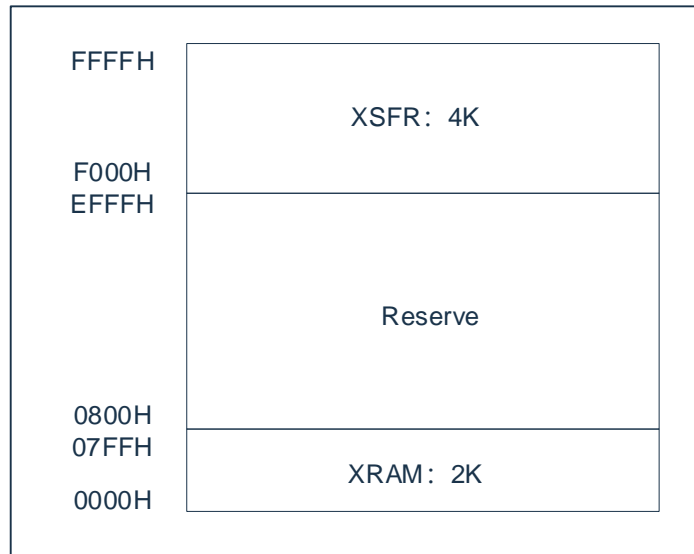 FFFFH
XSFR: 4K
F000H
EFFFH
Reserve
0800H
07FFH
XRAM: 2K
0000H